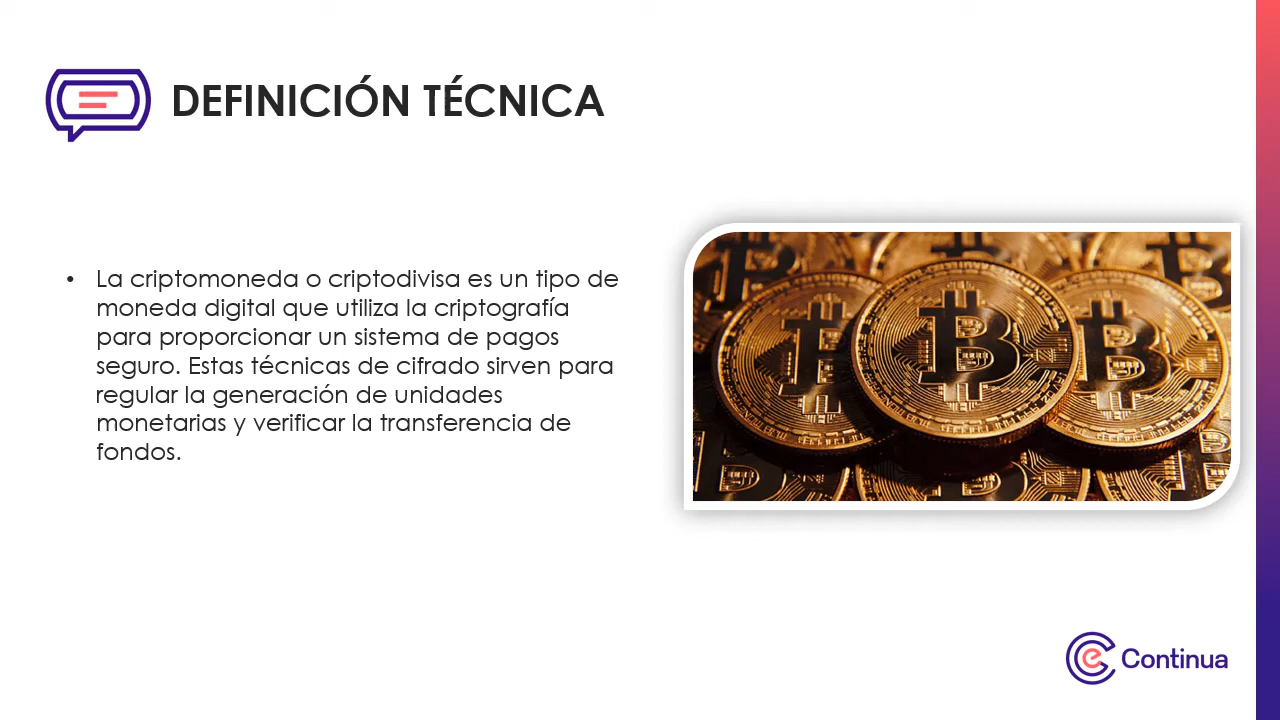 DEFINICIÓN TÉCNICA
• La criptomoneda o criptodivisa es un tipo de
moneda digital que utiliza la criptografía
para proporcionar un sistema de pagos
seguro. Estas técnicas de cifrado sirven para
regular la generación de unidades
monetarias y verificar la transferencia de
fondos.
Continua